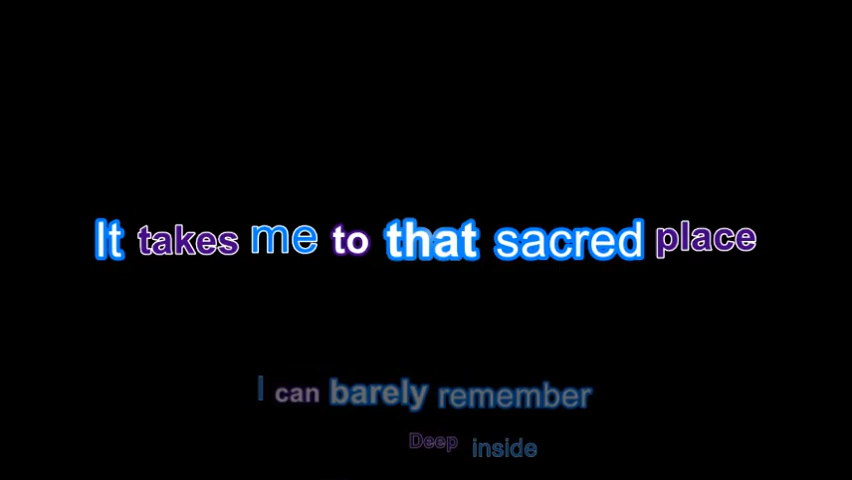 It takes me to that sacred place
I can barely remember
Deep inside